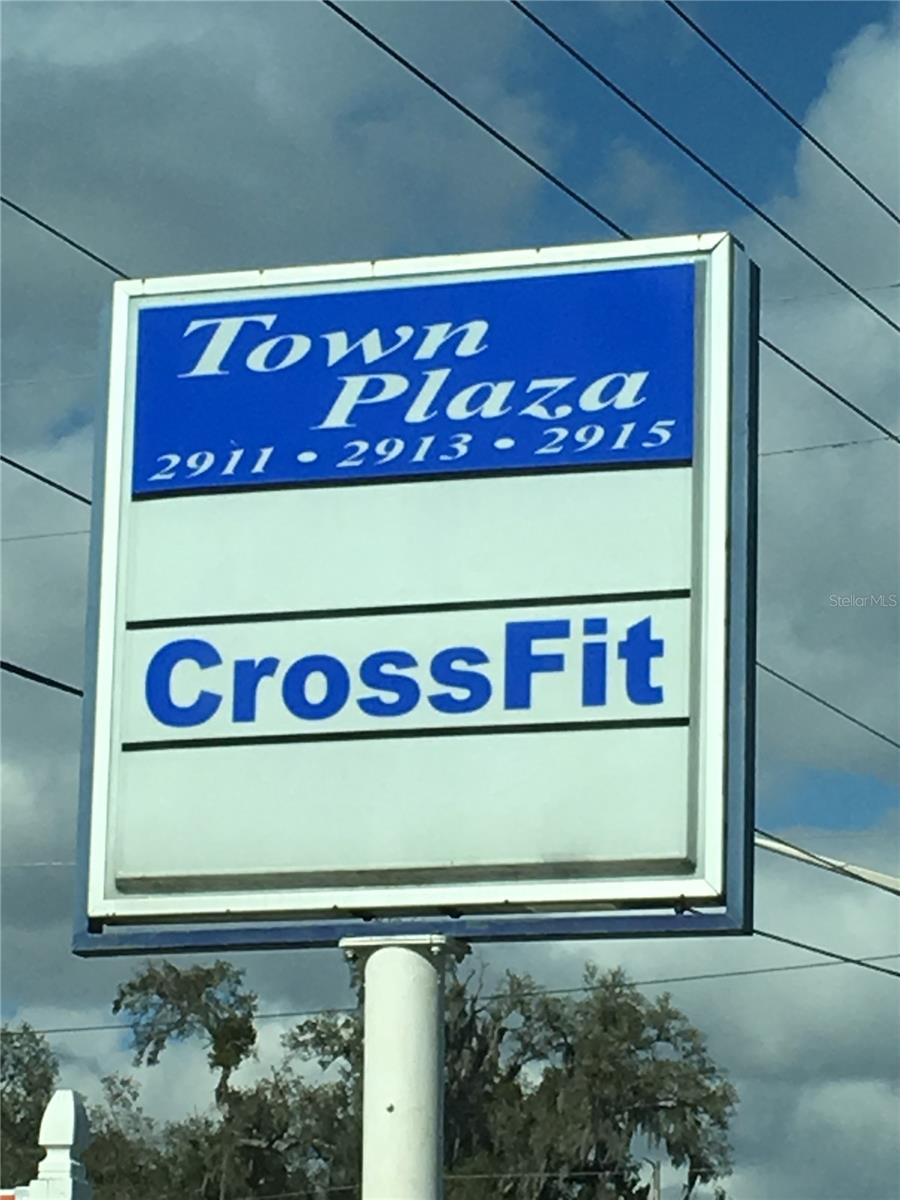 Town
Plaza
2911 • 2913 • 2915
CrossFit
Stellar MLS